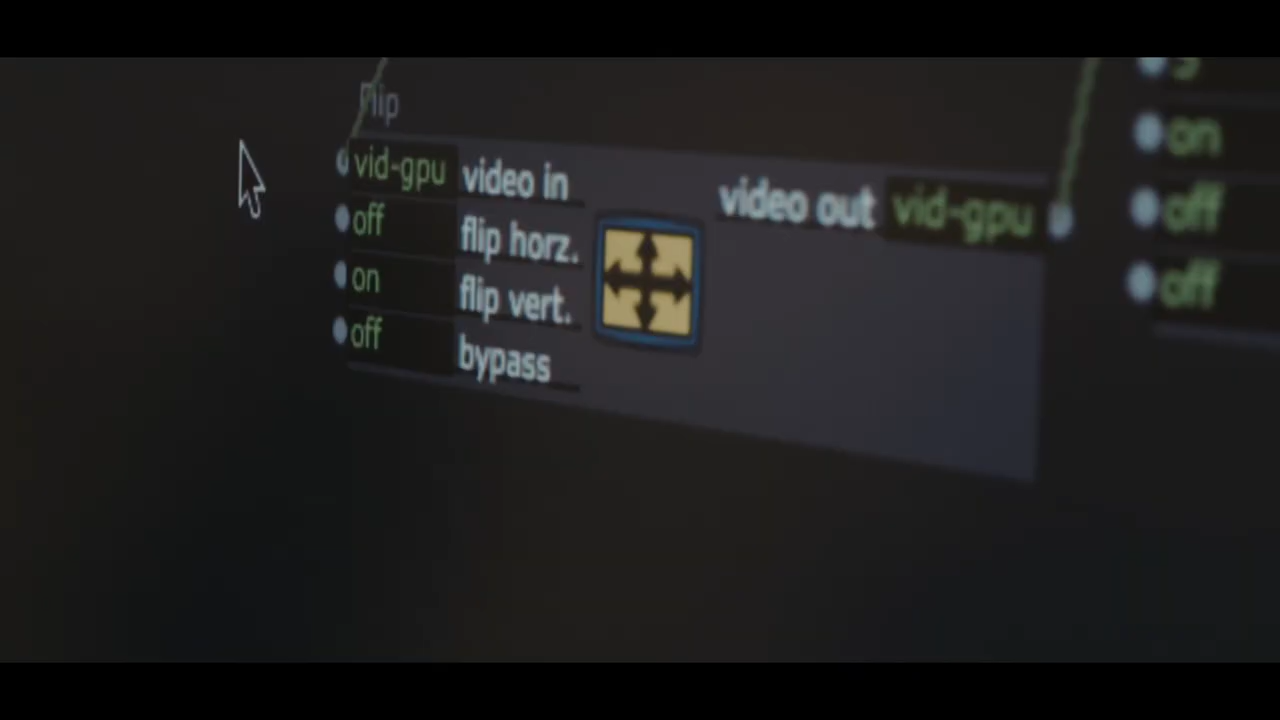 Flip
vid-gpu video in
off flip horz.
on flip vert.
off bypass
video out vid-gpu
on
off
off